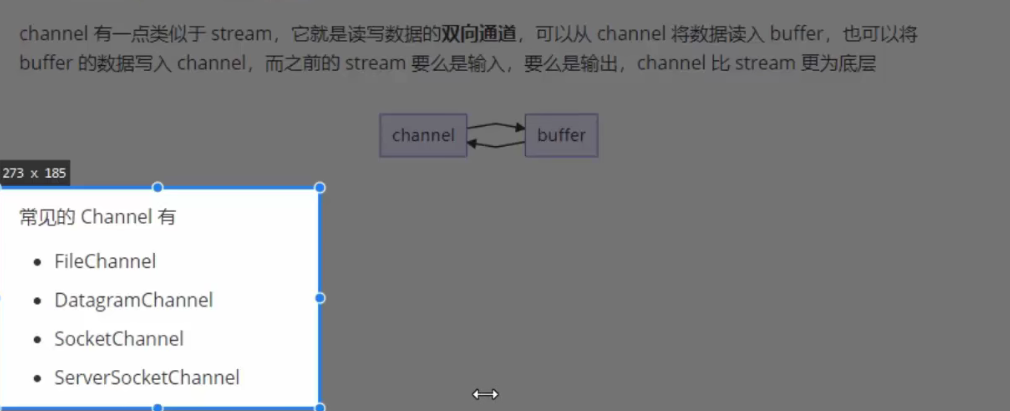 channel 有一点类似于 stream，它就是读写数据的双向通道，可以从 channel 将数据读入 buffer，也可以将
buffer 的数据写入 channel，而之前的 stream 要么是输入，要么是输出，channel 比 stream 更为底层
channel buffer
273 x 185
常见的 Channel 有
• FileChannel
• DatagramChannel
• SocketChannel
• ServerSocketChannel